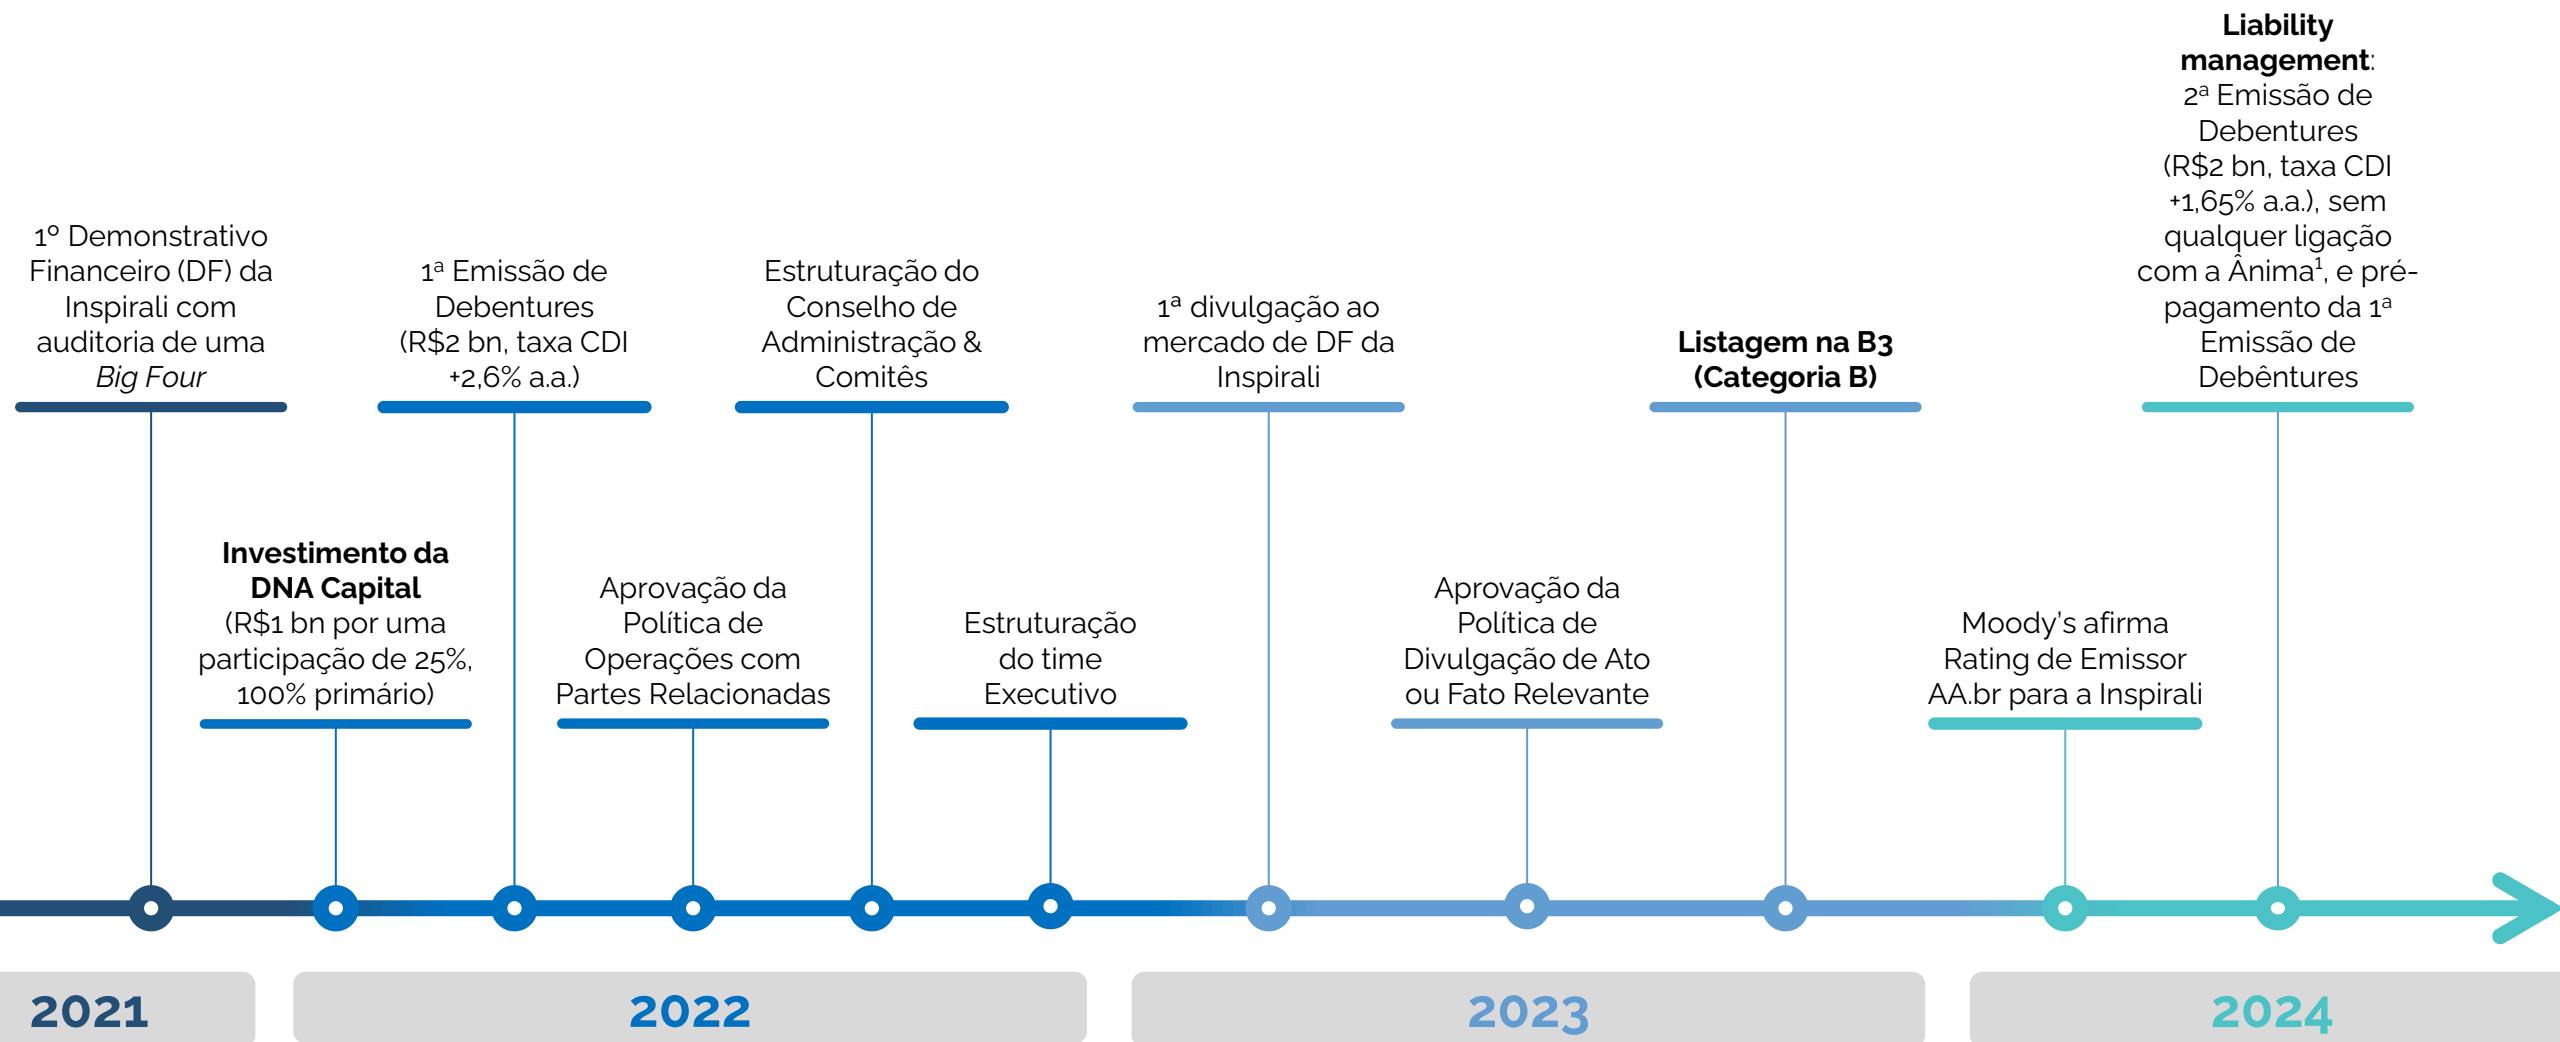 1º Demonstrativo
Financeiro (DF) da
Inspirali com
auditoria de uma
Big Four
Investimento da
DNA Capital
(R$1 bn por uma
participação de 25%,
100% primário)
1ª Emissão de
Debentures
(R$2 bn, taxa CDI
+2,6% a.a.)
Aprovação da
Política de
Operações com
Partes Relacionadas
Estruturação do
Conselho de
Administração &
Comitês
Estruturação
do time
Executivo
1ª divulgação ao
mercado de DF da
Inspirali
Aprovação da
Política de
Divulgação de Ato
ou Fato Relevante
Listagem na B3
(Categoria B)
Moody's afirma
Rating de Emissor
AA.br para a Inspirali
Liability
management:
2ª Emissão de
Debentures
(R$2 bn, taxa CDI
+1,65% a.a.), sem
qualquer ligação
com a Ânima¹, e pré-
pagamento da 1ª
Emissão de
Debêntures
2021
2022
2023
2024